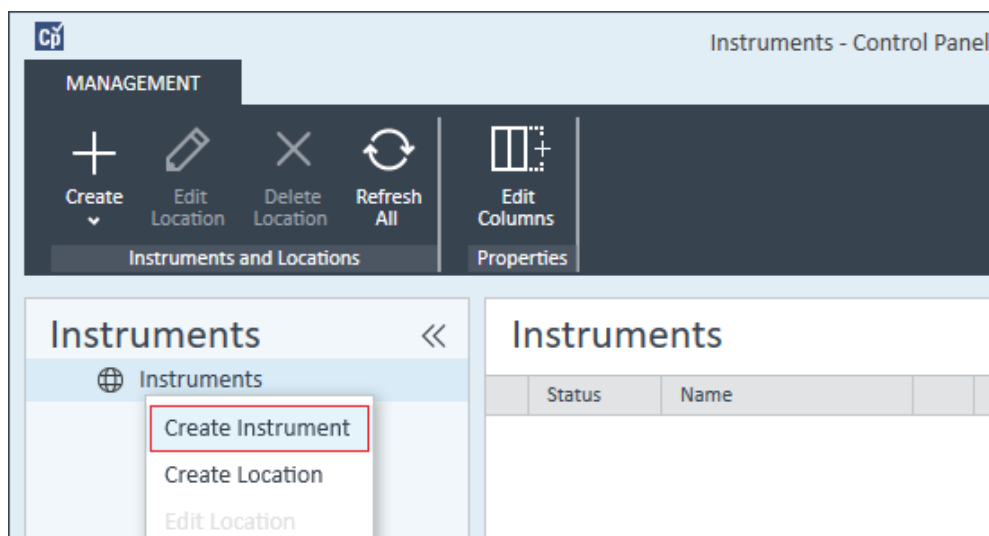 Cp
Instruments - Control Panel
MANAGEMENT
Create
Edit Location
Delete Location
Refresh All
Instruments and Locations
Edit Columns
Properties
Instruments
Instruments
Create Instrument
Create Location
Edit Location
Instruments
Status Name